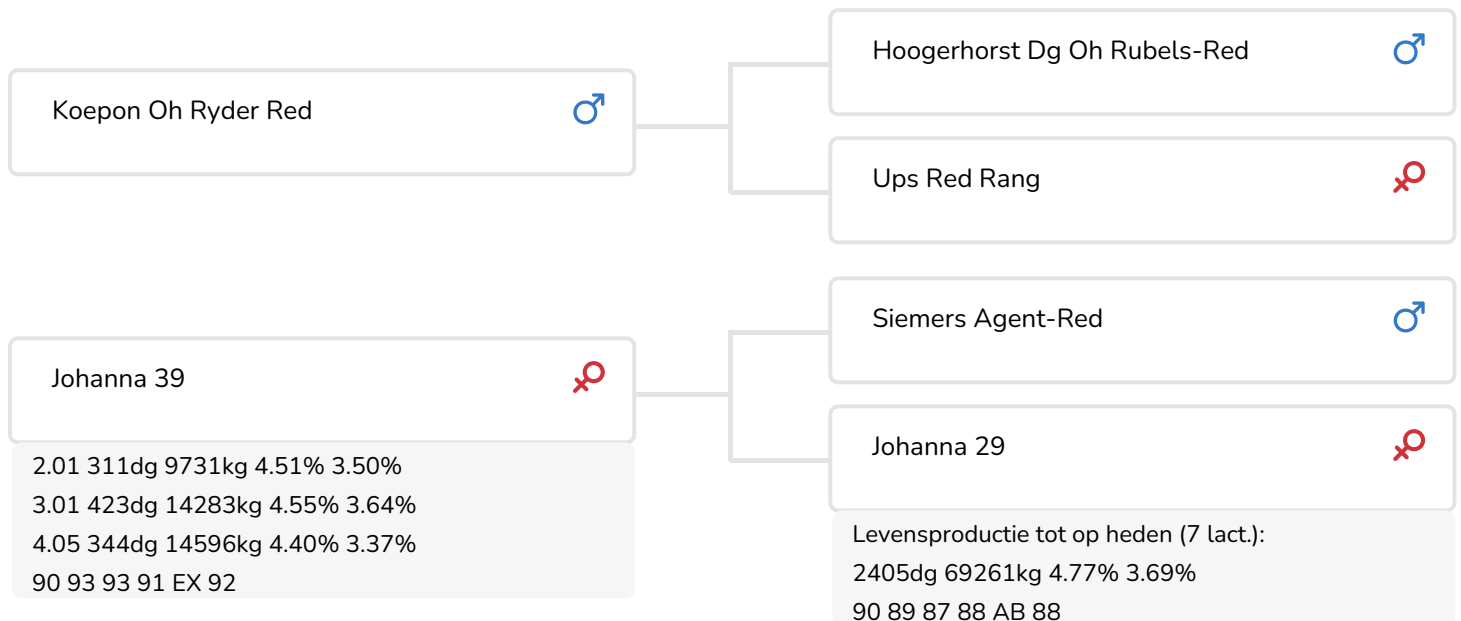 Koepon Oh Ryder Red
Hoogerhorst Dg Oh Rubels-Red
Ups Red Rang
Johanna 39
2.01 311dg 9731kg 4.51% 3.50%
3.01 423dg 14283kg 4.55% 3.64%
4.05 344dg 14596kg 4.40% 3.37%
90 93 93 91 EX 92
Siemers Agent-Red
Johanna 29
Levensproductie tot op heden (7 lact.):
2405dg 69261kg 4.77% 3.69%
90 89 87 88 AB 88